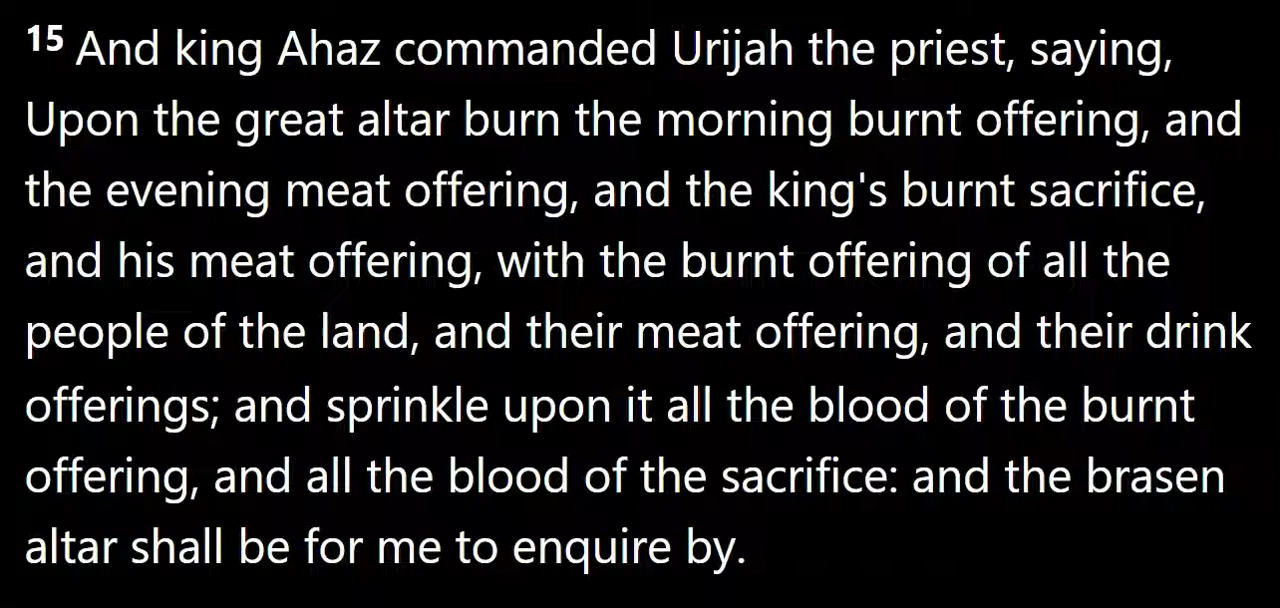 15 And king Ahaz commanded Urijah the priest, saying,
Upon the great altar burn the morning burnt offering, and
the evening meat offering, and the king's burnt sacrifice,
and his meat offering, with the burnt offering of all the
people of the land, and their meat offering, and their drink
offerings; and sprinkle upon it all the blood of the burnt
offering, and all the blood of the sacrifice: and the brasen
altar shall be for me to enquire by.